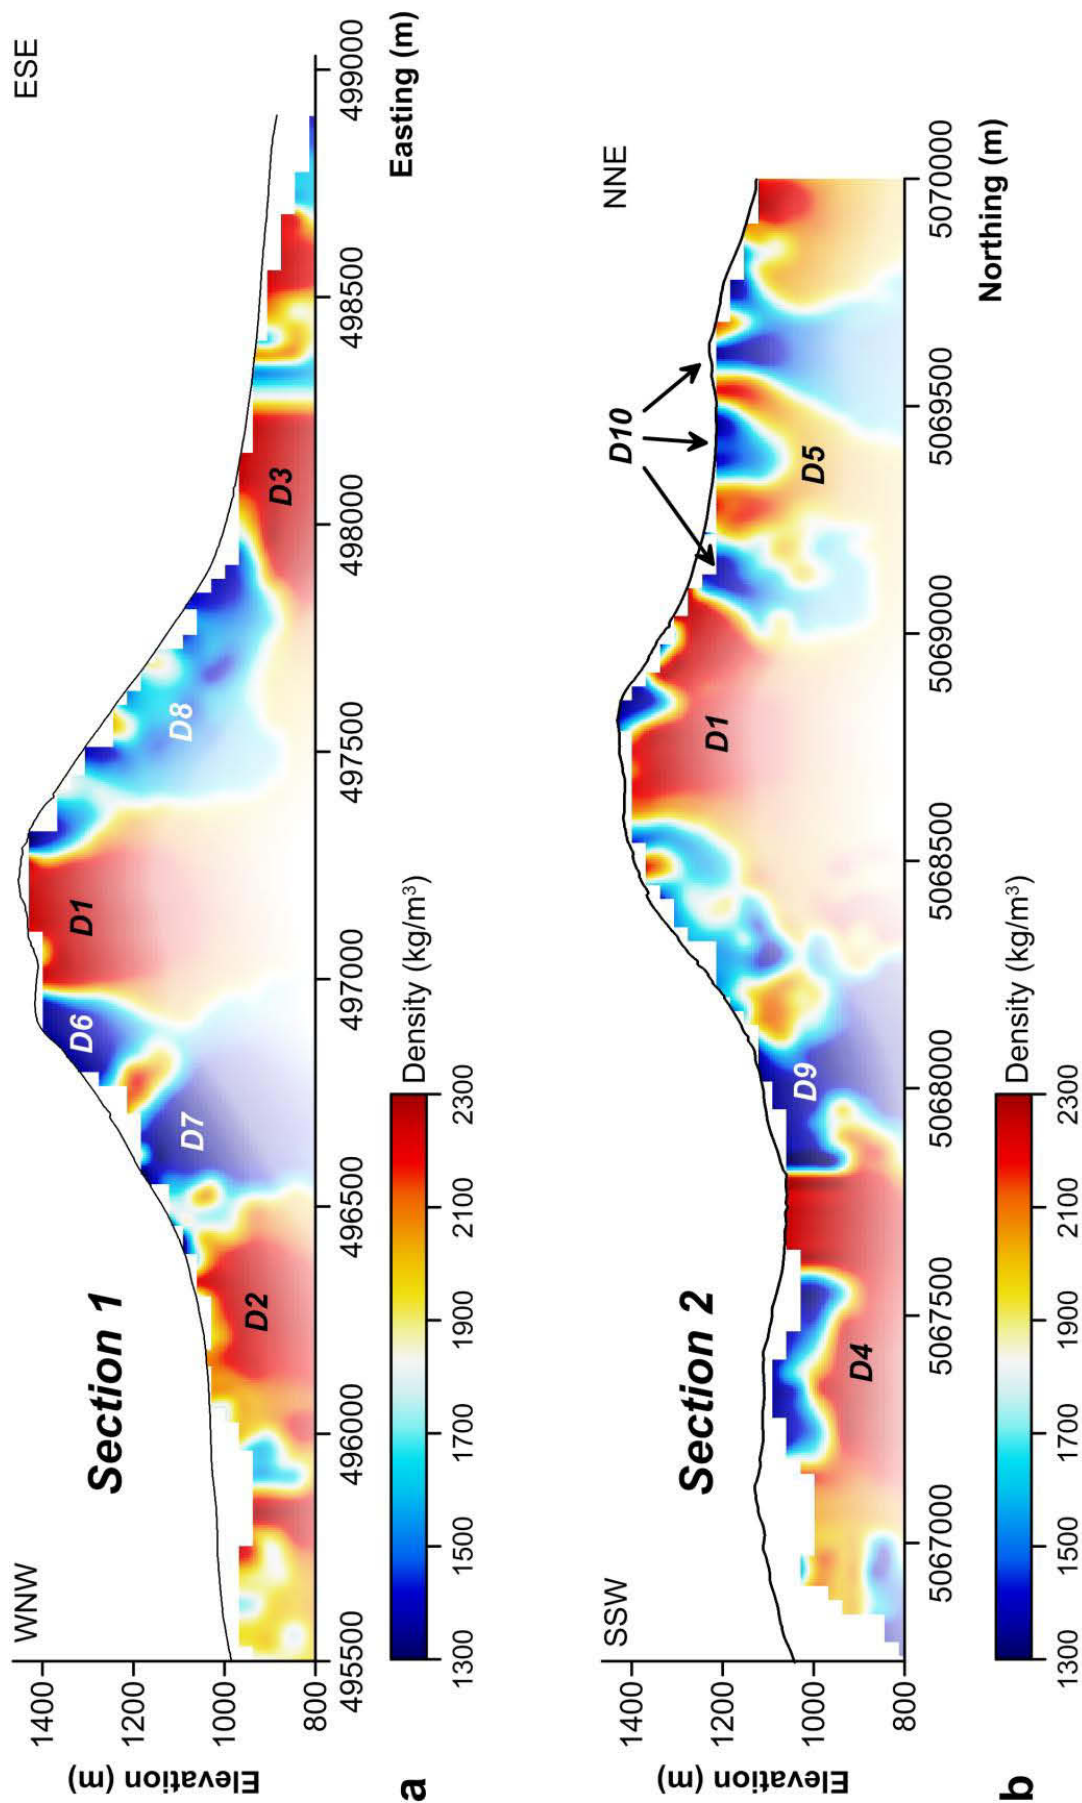 WNW
ESE
Section 1
Elevation (m)
1400
1200
1000
800
D6
D1
D7
D8
D2
D3
495500
496000
496500
497000
497500
498000
498500
499000
Easting (m)
a
1300
1500
1700
1900
2100
2300
Density (kg/m³)
SSW
NNE
Section 2
D10
Elevation (m)
1400
1200
1000
800
D1
D9
D5
D4
5067000
5067500
5068000
5068500
5069000
5069500
5070000
Northing (m)
b
1300
1500
1700
1900
2100
2300
Density (kg/m³)